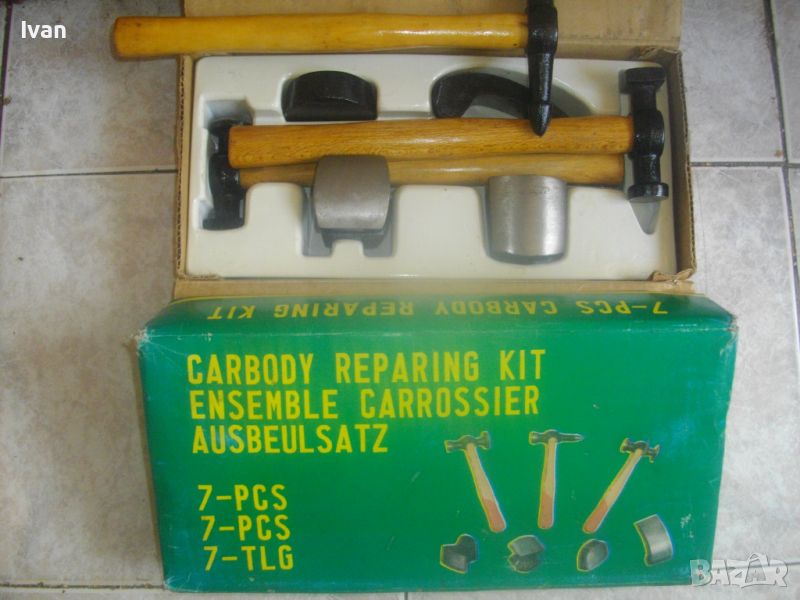 Ivan
7-PCS CARBODY REPARING KIT
CARBODY REPARING KIT
ENSEMBLE CARROSSIER
AUSBEULSATZ
7-PCS
7-PCS
7-TLG
BAZAR